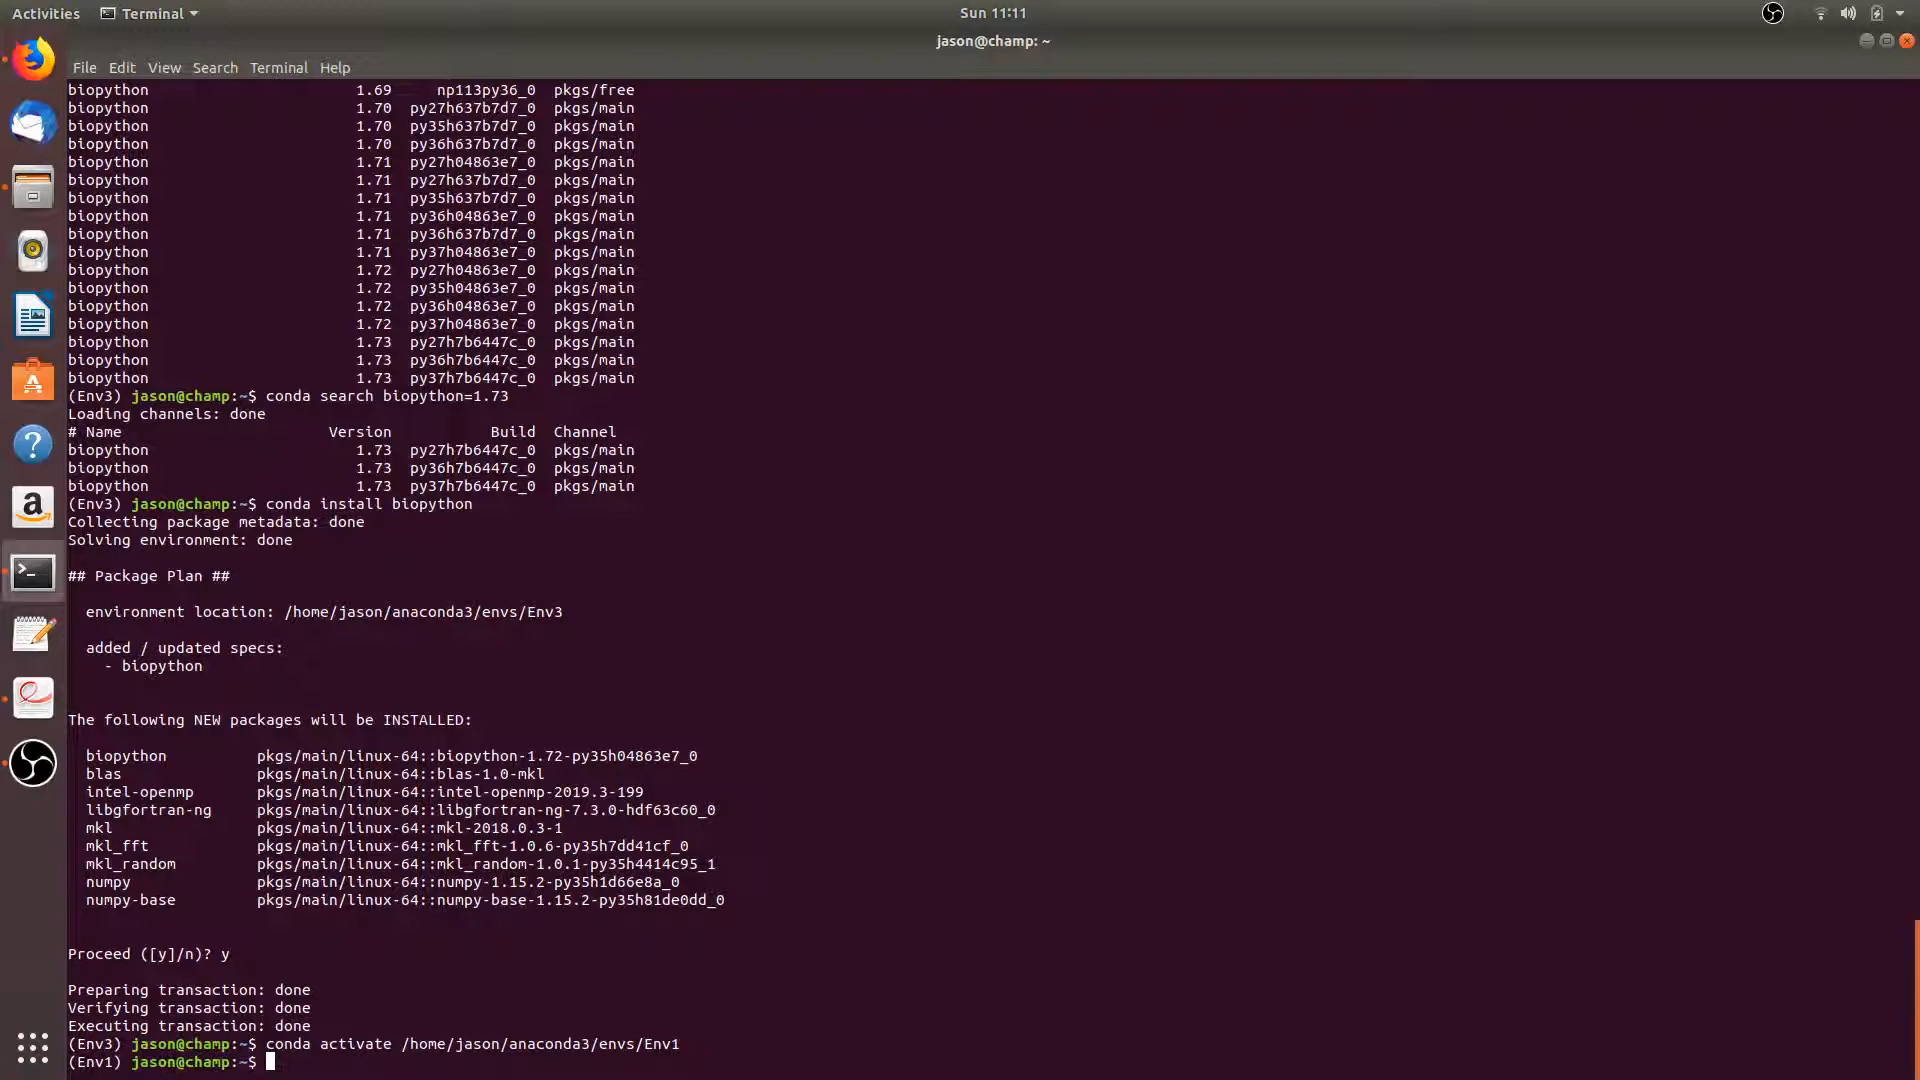 Activities Terminal Sun 11:11
jason@champ: ~
File Edit View Search Terminal Help
biopython 1.69 np113py36_0 pkgs/free
biopython 1.70 py27h637b7d7_0 pkgs/main
biopython 1.70 py35h637b7d7_0 pkgs/main
biopython 1.70 py36h637b7d7_0 pkgs/main
biopython 1.71 py27h04863e7_0 pkgs/main
biopython 1.71 py27h637b7d7_0 pkgs/main
biopython 1.71 py35h637b7d7_0 pkgs/main
biopython 1.71 py36h04863e7_0 pkgs/main
biopython 1.71 py36h637b7d7_0 pkgs/main
biopython 1.71 py37h04863e7_0 pkgs/main
biopython 1.72 py27h04863e7_0 pkgs/main
biopython 1.72 py35h04863e7_0 pkgs/main
biopython 1.72 py36h04863e7_0 pkgs/main
biopython 1.72 py37h04863e7_0 pkgs/main
biopython 1.73 py27h7b6447c_0 pkgs/main
biopython 1.73 py36h7b6447c_0 pkgs/main
biopython 1.73 py37h7b6447c_0 pkgs/main
(Env3) jason@champ:~$ conda search biopython=1.73
Loading channels: done
# Name Version Build Channel
biopython 1.73 py27h7b6447c_0 pkgs/main
biopython 1.73 py36h7b6447c_0 pkgs/main
biopython 1.73 py37h7b6447c_0 pkgs/main
(Env3) jason@champ:~$ conda install biopython
Collecting package metadata: done
Solving environment: done
## Package Plan ##
environment location: /home/jason/anaconda3/envs/Env3
added / updated specs:
- biopython
The following NEW packages will be INSTALLED:
biopython pkgs/main/linux-64::biopython-1.72-py35h04863e7_0
blas pkgs/main/linux-64::blas-1.0-mkl
intel-openmp pkgs/main/linux-64::intel-openmp-2019.3-199
libgfortran-ng pkgs/main/linux-64::libgfortran-ng-7.3.0-hdf63c60_0
mkl pkgs/main/linux-64::mkl-2018.0.3-1
mkl_fft pkgs/main/linux-64::mkl_fft-1.0.6-py35h7dd41cf_0
mkl_random pkgs/main/linux-64::mkl_random-1.0.1-py35h4414c95_1
numpy pkgs/main/linux-64::numpy-1.15.2-py35h1d66e8a_0
numpy-base pkgs/main/linux-64::numpy-base-1.15.2-py35h81de0dd_0
Proceed ([y]/n)? y
Preparing transaction: done
Verifying transaction: done
Executing transaction: done
(Env3) jason@champ:~$ conda activate /home/jason/anaconda3/envs/Env1
(Env1) jason@champ:~$